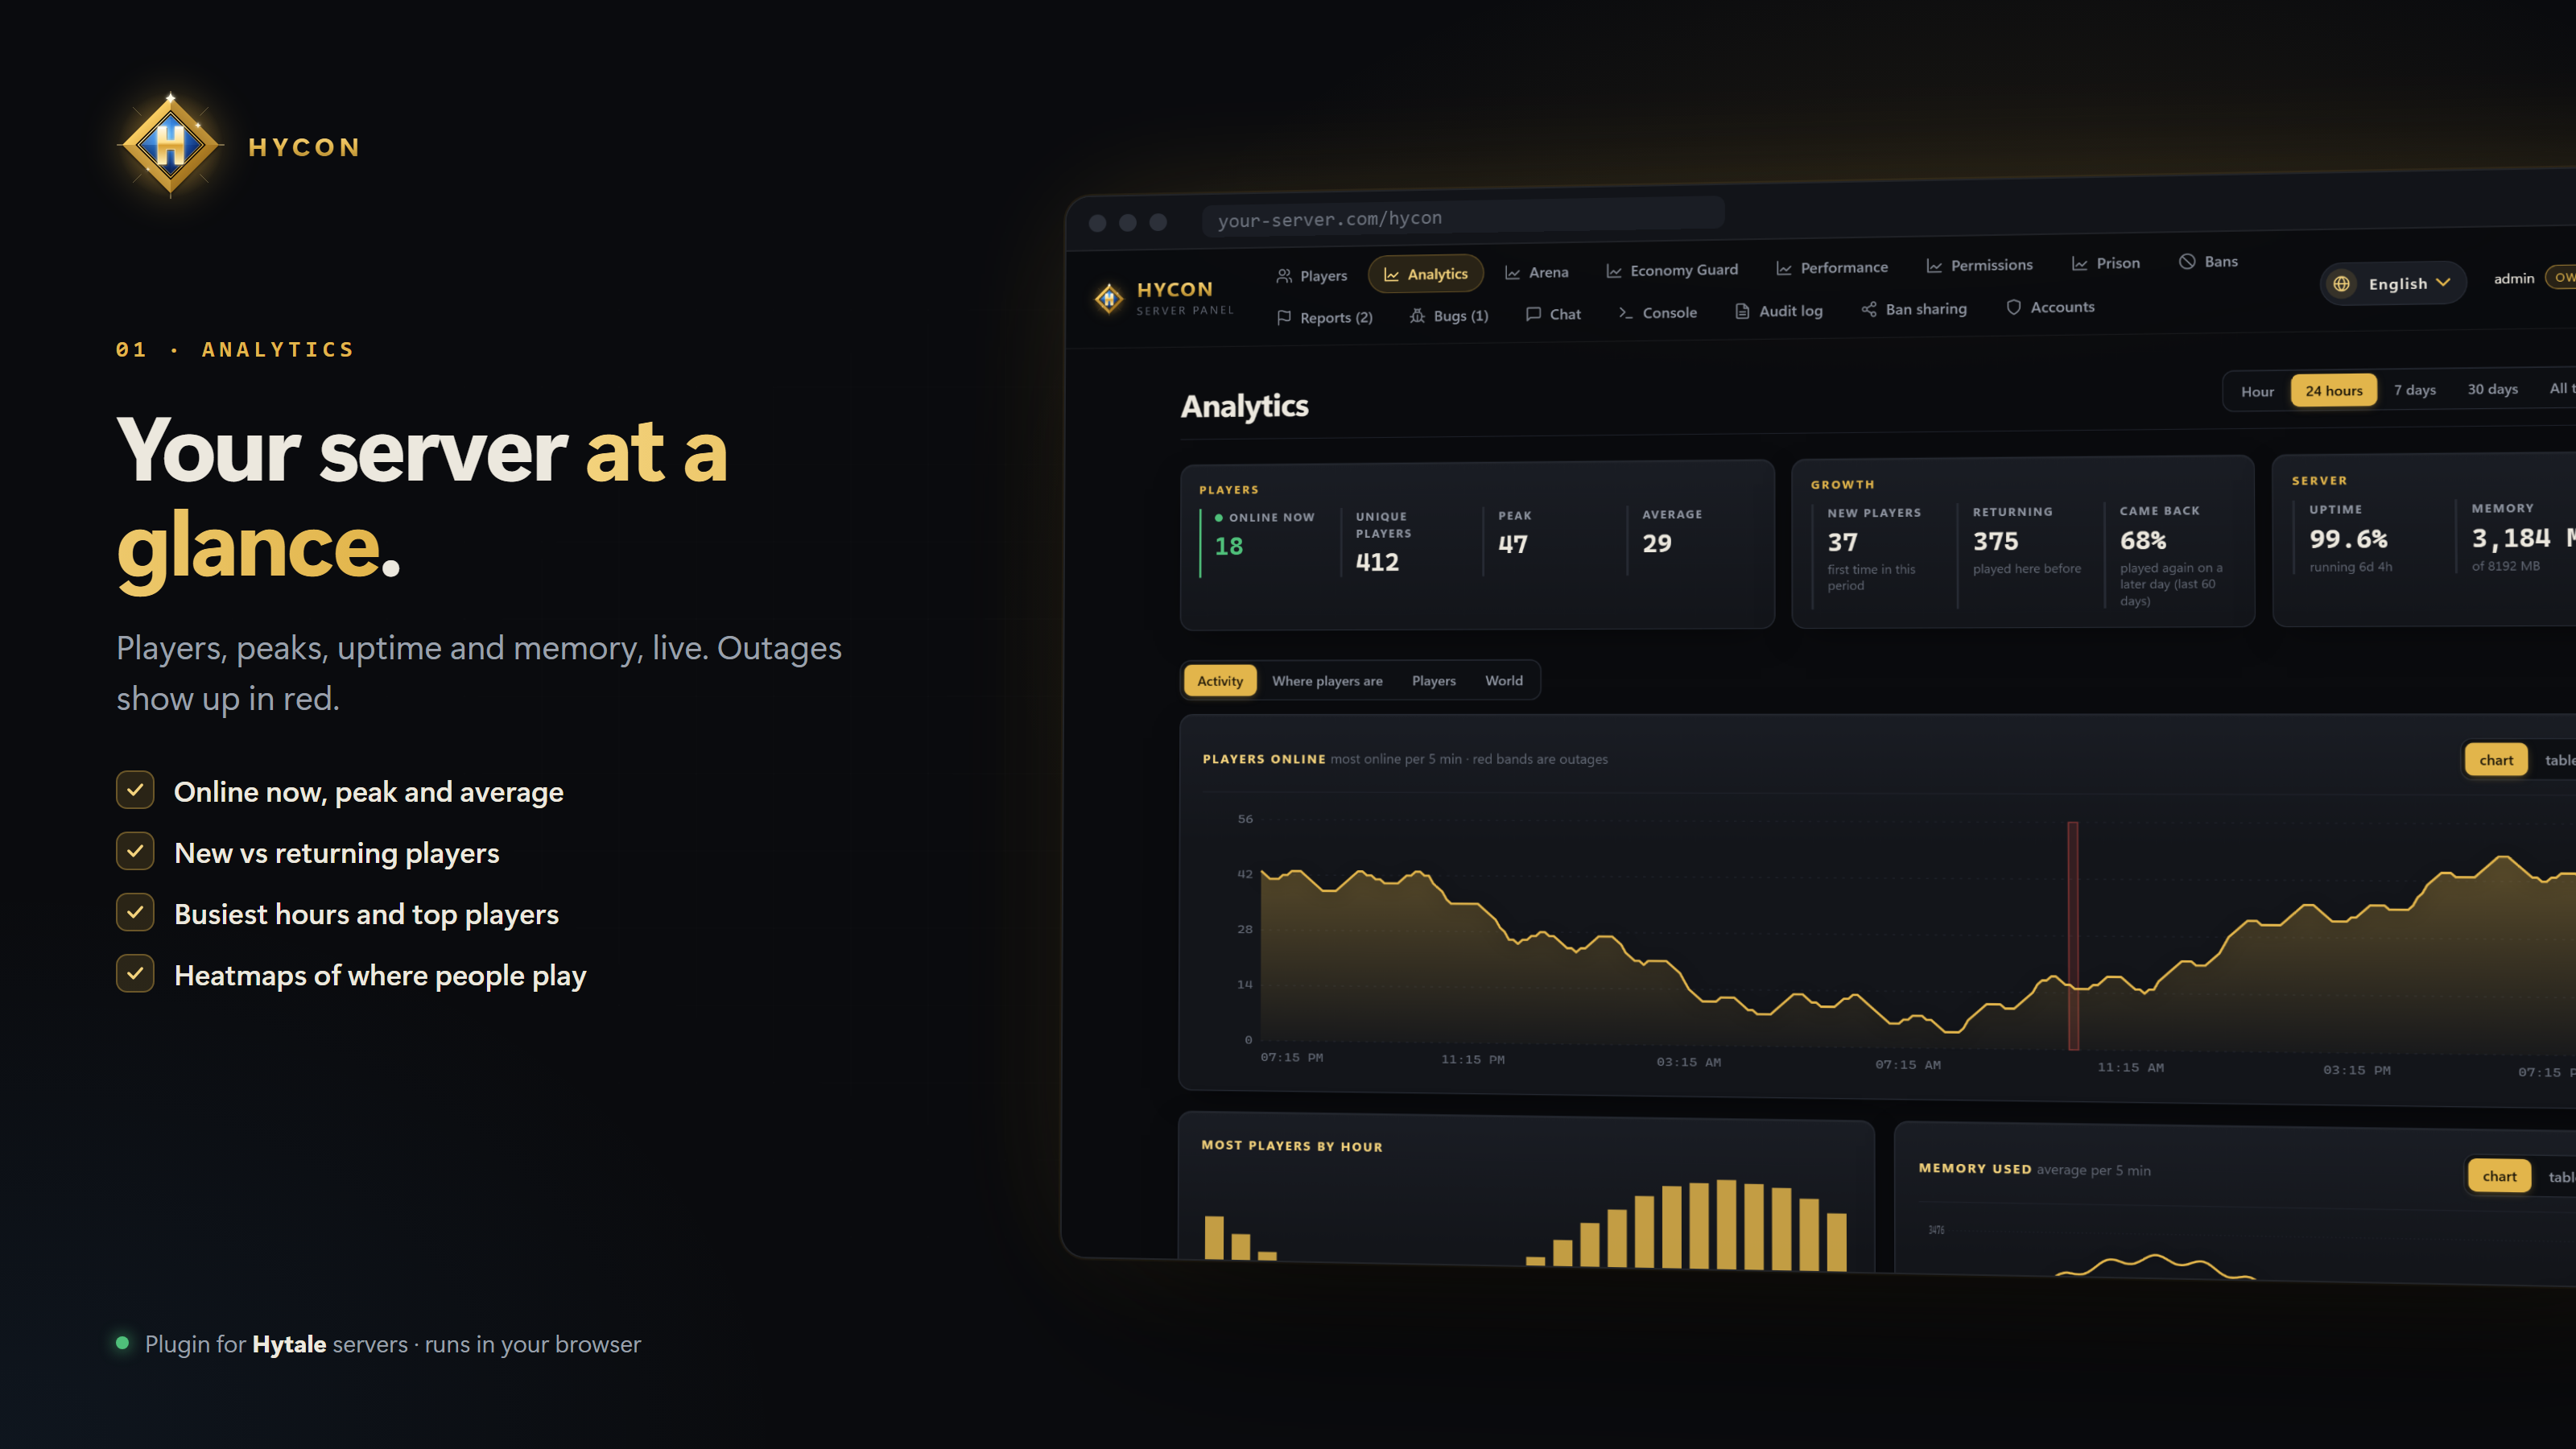 HYCON
01 · ANALYTICS
Your server at a
glance.
Players, peaks, uptime and memory, live. Outages
show up in red.
Online now, peak and average
New vs returning players
Busiest hours and top players
Heatmaps of where people play
Plugin for Hytale servers · runs in your browser
your-server.com/hycon
HYCON
SERVER PANEL
Players Analytics Arena Economy Guard Performance Permissions Prison Bans
Reports (2) Bugs (1) Chat Console Audit log Ban sharing Accounts
English
admin
Analytics
Hour 24 hours 7 days 30 days All
PLAYERS
ONLINE NOW
18
UNIQUE
PLAYERS
412
PEAK
47
AVERAGE
29
GROWTH
NEW PLAYERS
37
first time in this
period
RETURNING
375
played here before
CAME BACK
68%
played again on a
later day (last 60
days)
SERVER
UPTIME
99.6%
running 6d 4h
MEMORY
3,184
of 8192 MB
Activity Where players are Players World
PLAYERS ONLINE most online per 5 min · red bands are outages
chart
56
42
28
14
0
07:15 PM 11:15 PM 03:15 AM 07:15 AM 11:15 AM 03:15 PM 07:15
MOST PLAYERS BY HOUR
MEMORY USED average per 5 min
chart
3476